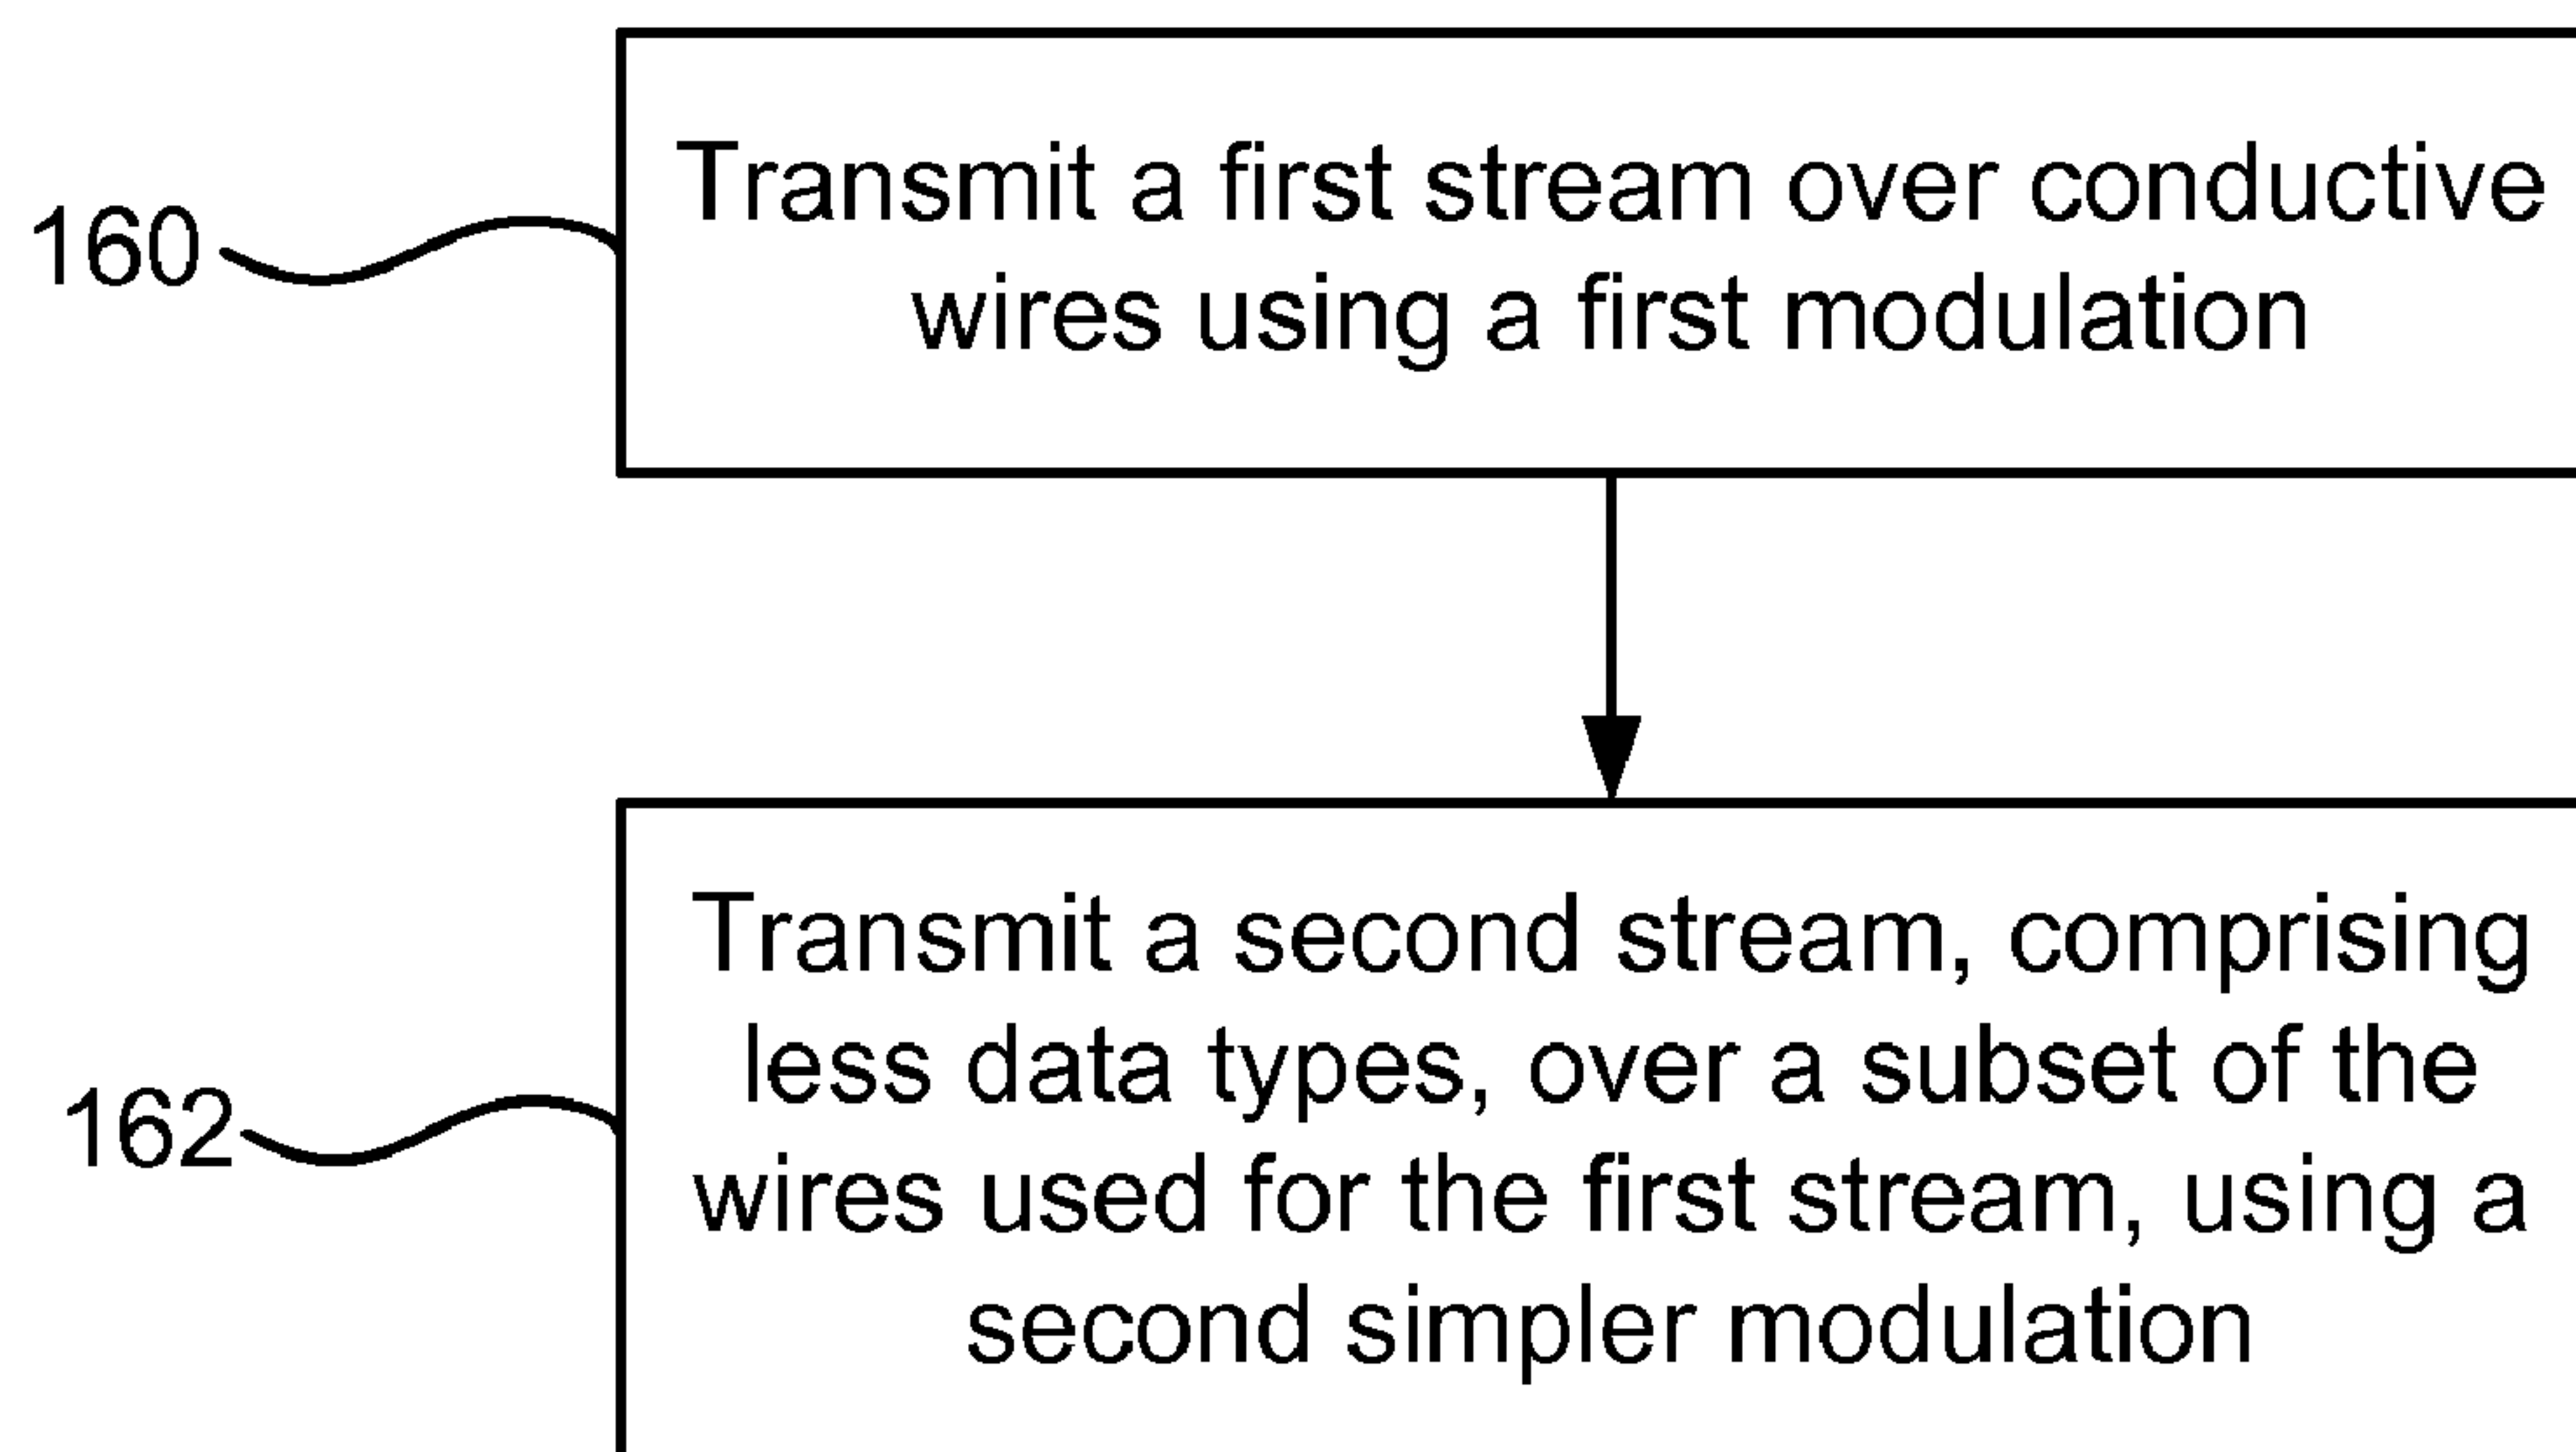 160
Transmit a first stream over conductive
wires using a first modulation
162
Transmit a second stream, comprising
less data types, over a subset of the
wires used for the first stream, using a
second simpler modulation